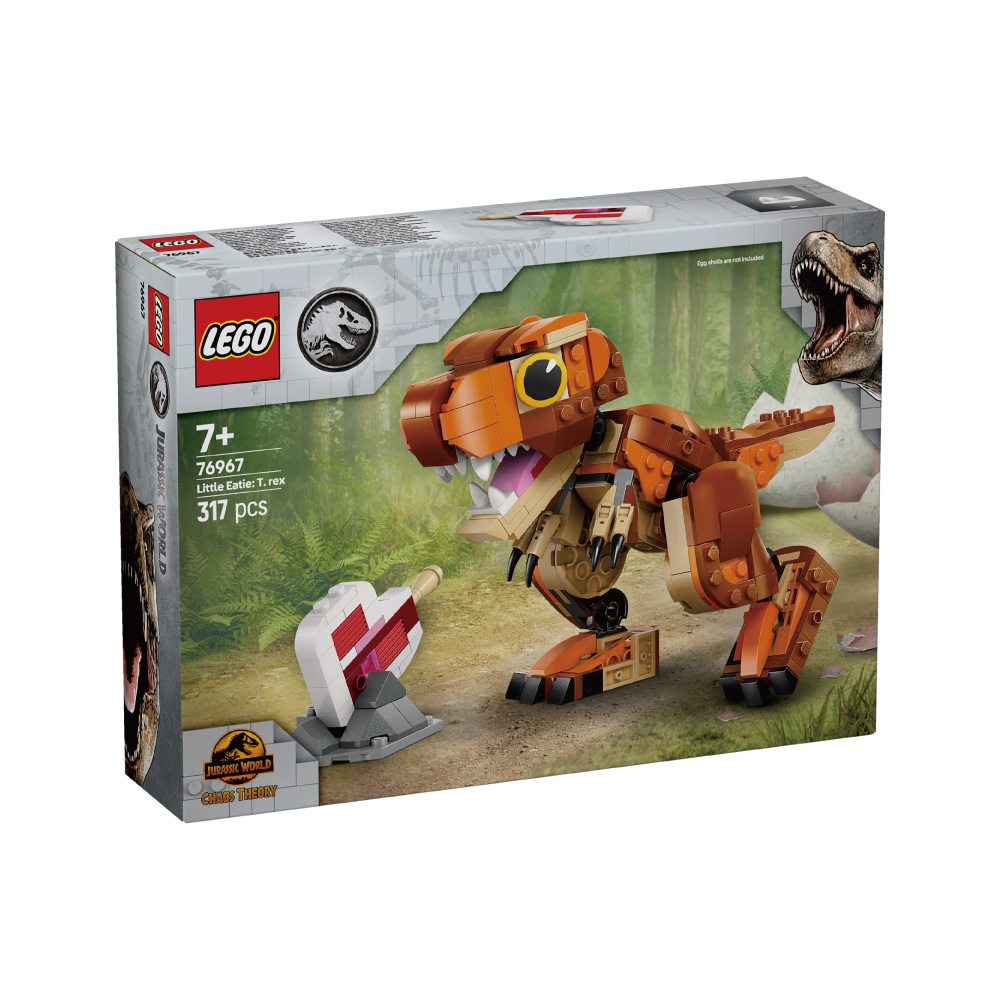 LEGO
76967
Egg shells are not included
LEGO
7+
76967
Little Eatie: T. rex
317 pcs
JURASSIC WORLD
CHAOS THEORY
76967
LEGO
JURASSIC WORLD